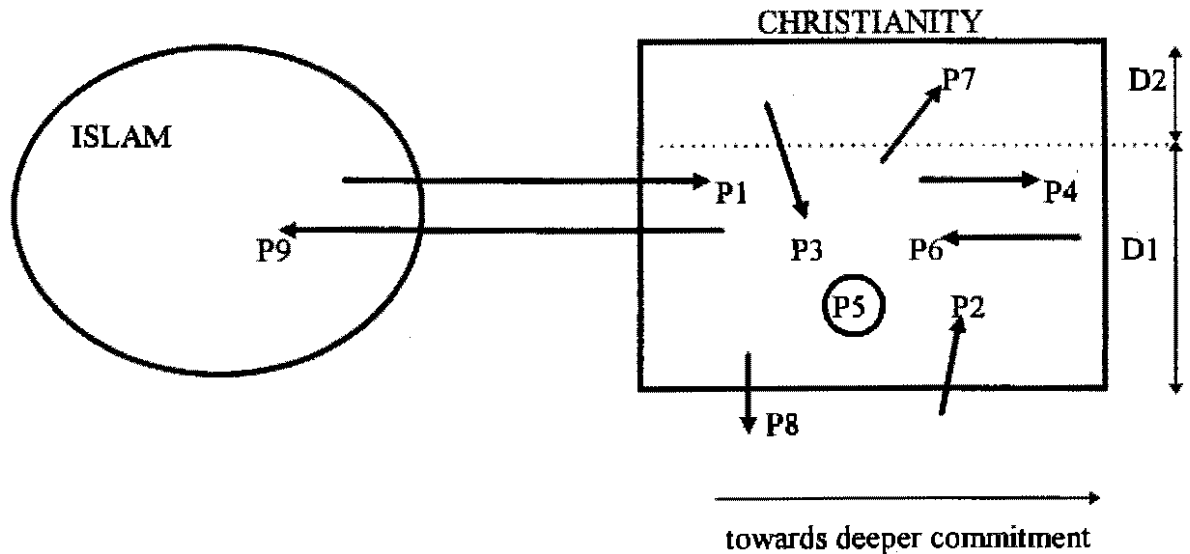 CHRISTIANITY
P7
D2
ISLAM
P1
P4
P9
P3
P6
D1
P5
P2
P8
towards deeper commitment